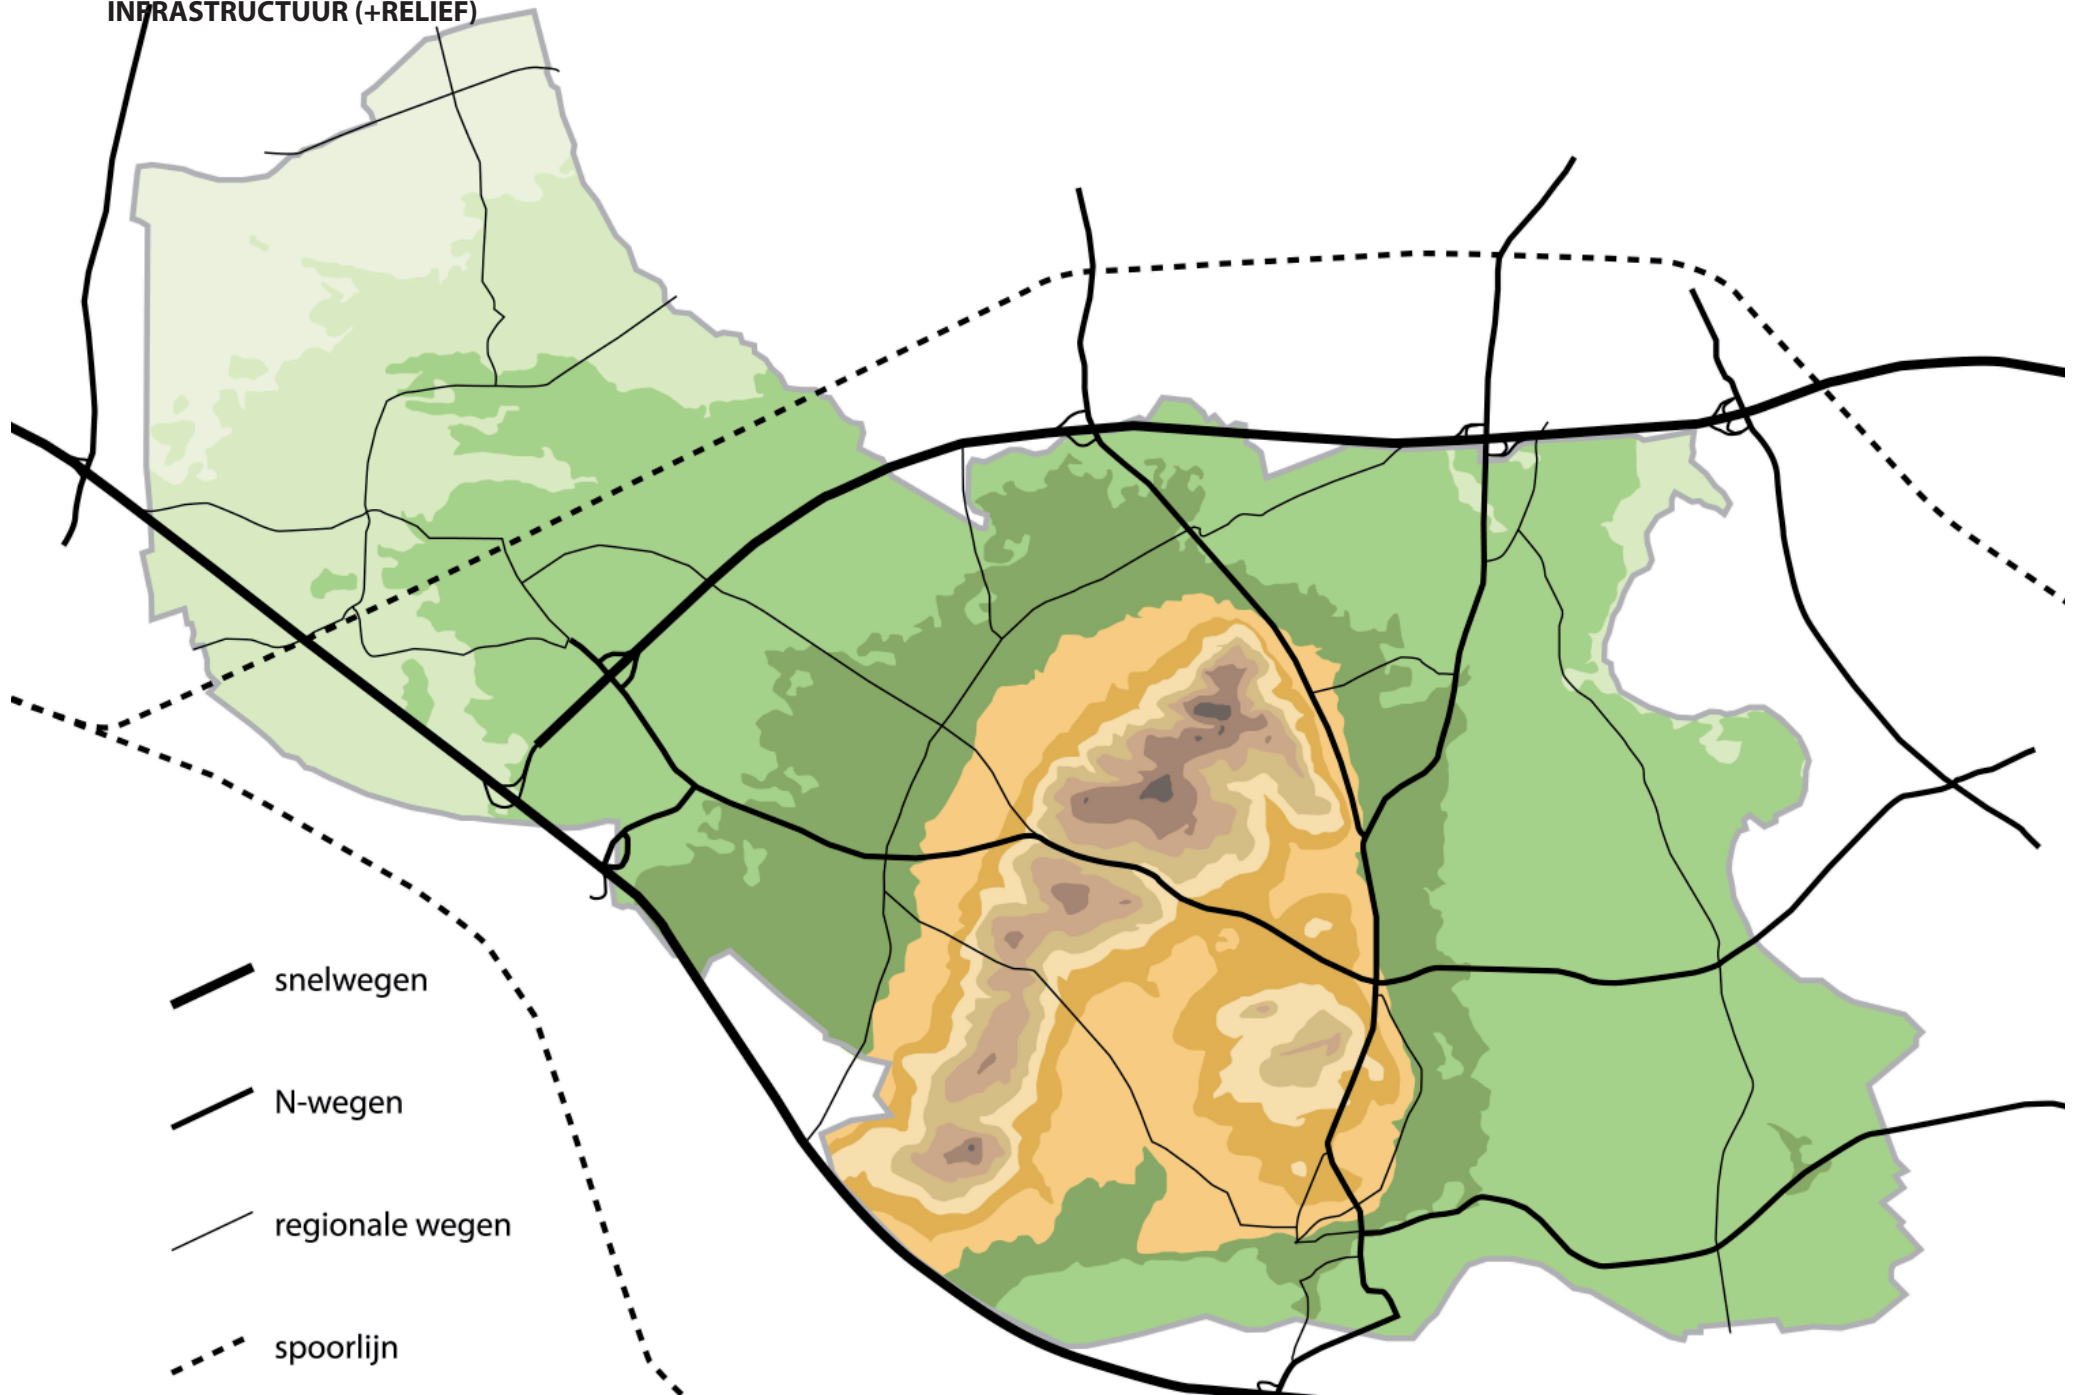 INFRASTRUCTUUR (+RELIEF)
snelwegen
N-wegen
regionale wegen
spoorlijn